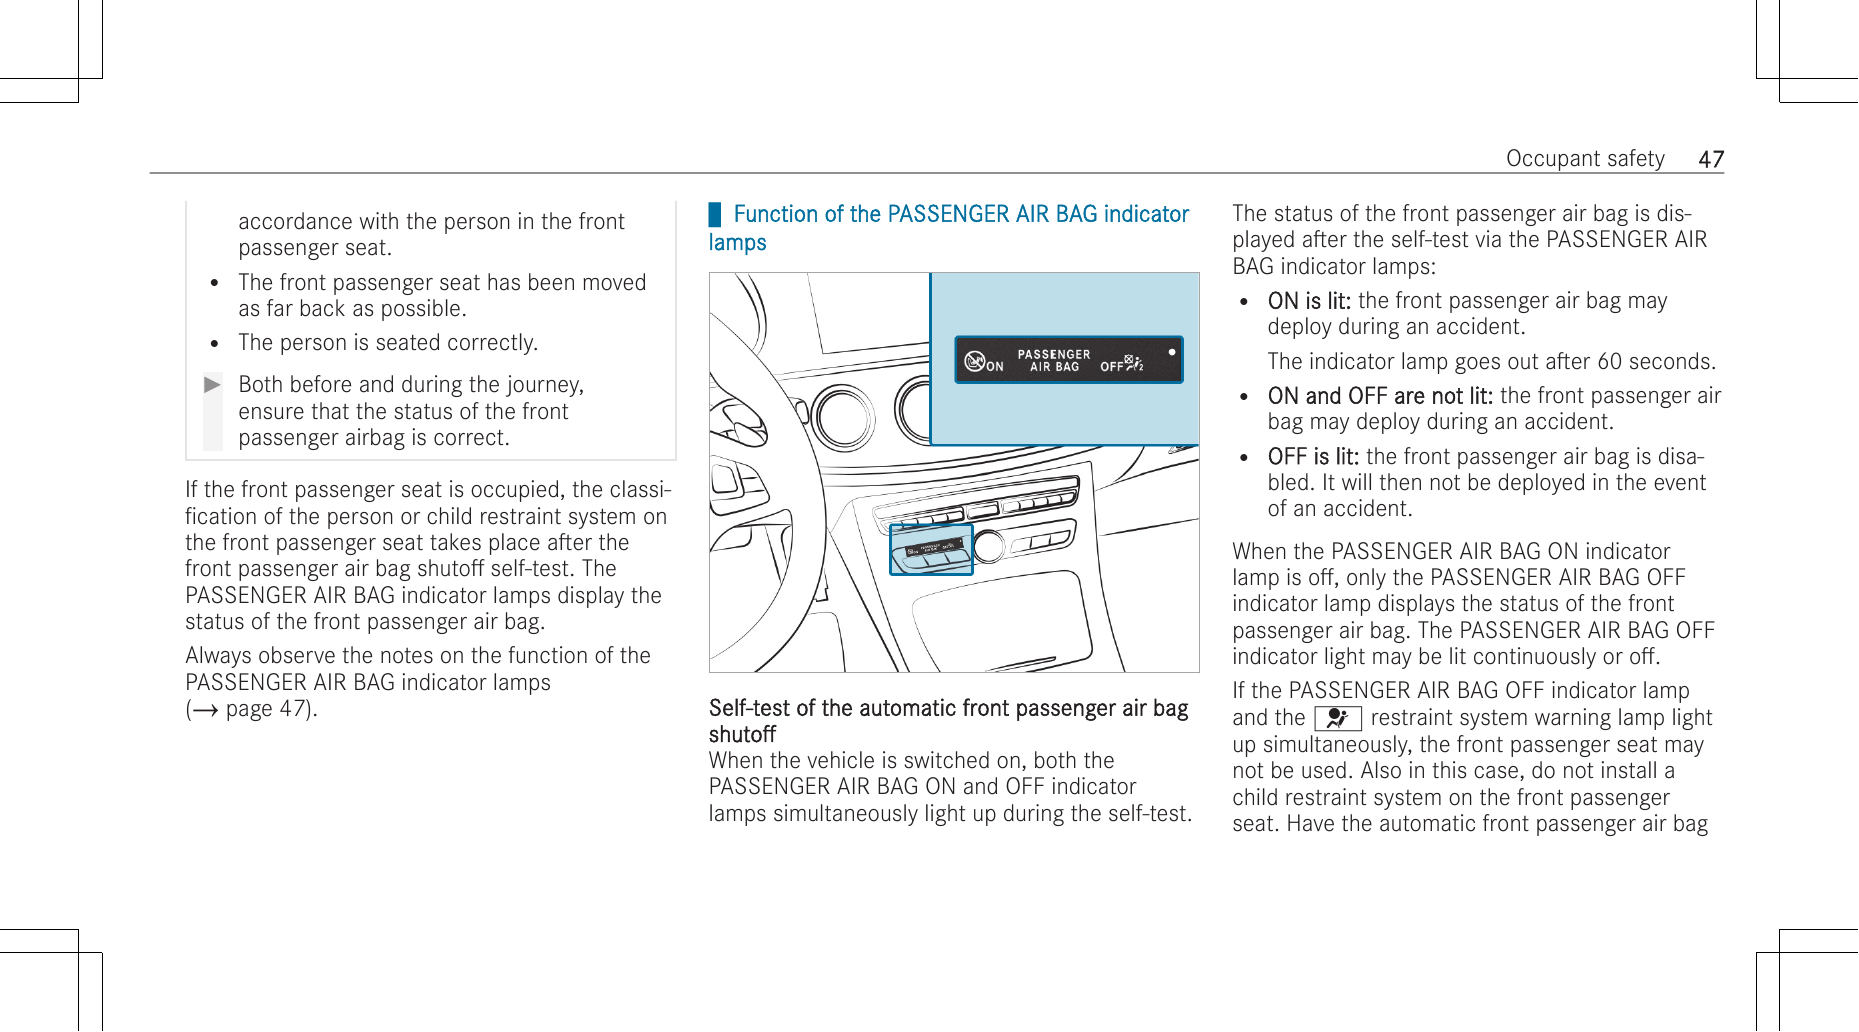 Occupant safety 47
accordance with the person in the front
passenger seat.
• The front passenger seat has been moved
as far back as possible.
• The person is seated correctly.
▶ Both before and during the journey,
ensure that the status of the front
passenger airbag is correct.
If the front passenger seat is occupied, the classi-
fication of the person or child restraint system on
the front passenger seat takes place after the
front passenger air bag shutoff self-test. The
PASSENGER AIR BAG indicator lamps display the
status of the front passenger air bag.
Always observe the notes on the function of the
PASSENGER AIR BAG indicator lamps
(→ page 47).
Function of the PASSENGER AIR BAG indicator
lamps
ON PASSENGER AIR BAG OFF 2
Self-test of the automatic front passenger air bag
shutoff
When the vehicle is switched on, both the
PASSENGER AIR BAG ON and OFF indicator
lamps simultaneously light up during the self-test.
The status of the front passenger air bag is dis-
played after the self-test via the PASSENGER AIR
BAG indicator lamps:
• ON is lit: the front passenger air bag may
deploy during an accident.
The indicator lamp goes out after 60 seconds.
• ON and OFF are not lit: the front passenger air
bag may deploy during an accident.
• OFF is lit: the front passenger air bag is disa-
bled. It will then not be deployed in the event
of an accident.
When the PASSENGER AIR BAG ON indicator
lamp is off, only the PASSENGER AIR BAG OFF
indicator lamp displays the status of the front
passenger air bag. The PASSENGER AIR BAG OFF
indicator light may be lit continuously or off.
If the PASSENGER AIR BAG OFF indicator lamp
and the restraint system warning lamp light
up simultaneously, the front passenger seat may
not be used. Also in this case, do not install a
child restraint system on the front passenger
seat. Have the automatic front passenger air bag